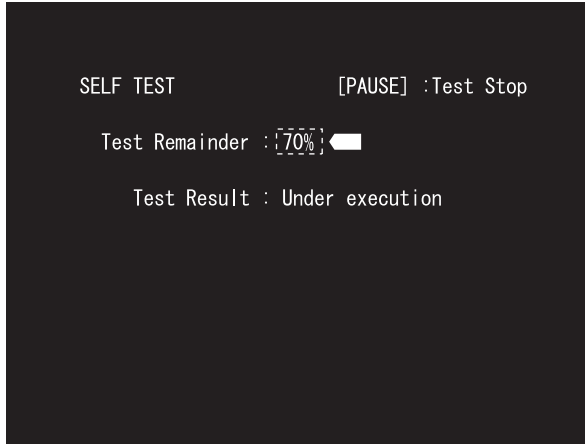 SELF TEST [PAUSE] :Test Stop
Test Remainder : 70%
Test Result : Under execution